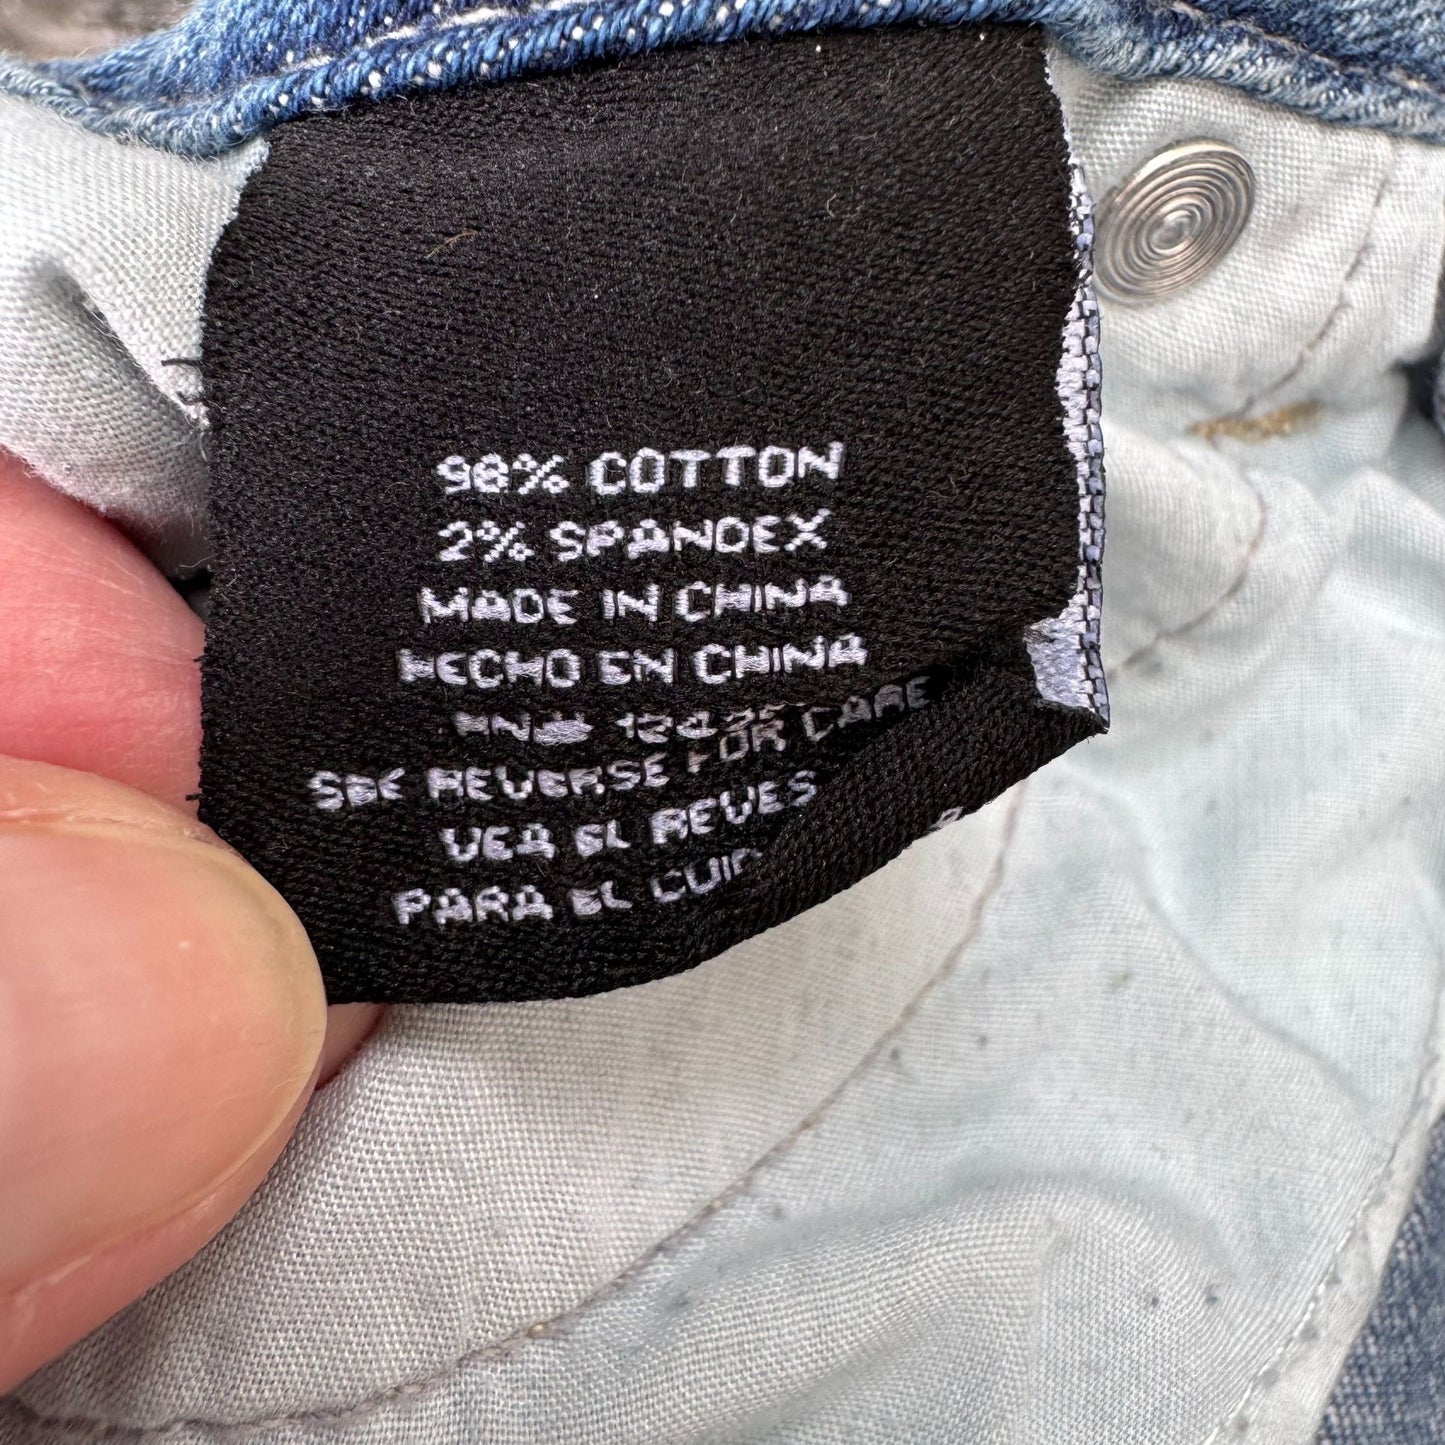 98% COTTON
2% SPANDEX
MADE IN CHINA
HECHO EN CHINA
RN#
SEE REVERSE FOR CARE
VEA EL REVES
PARA EL